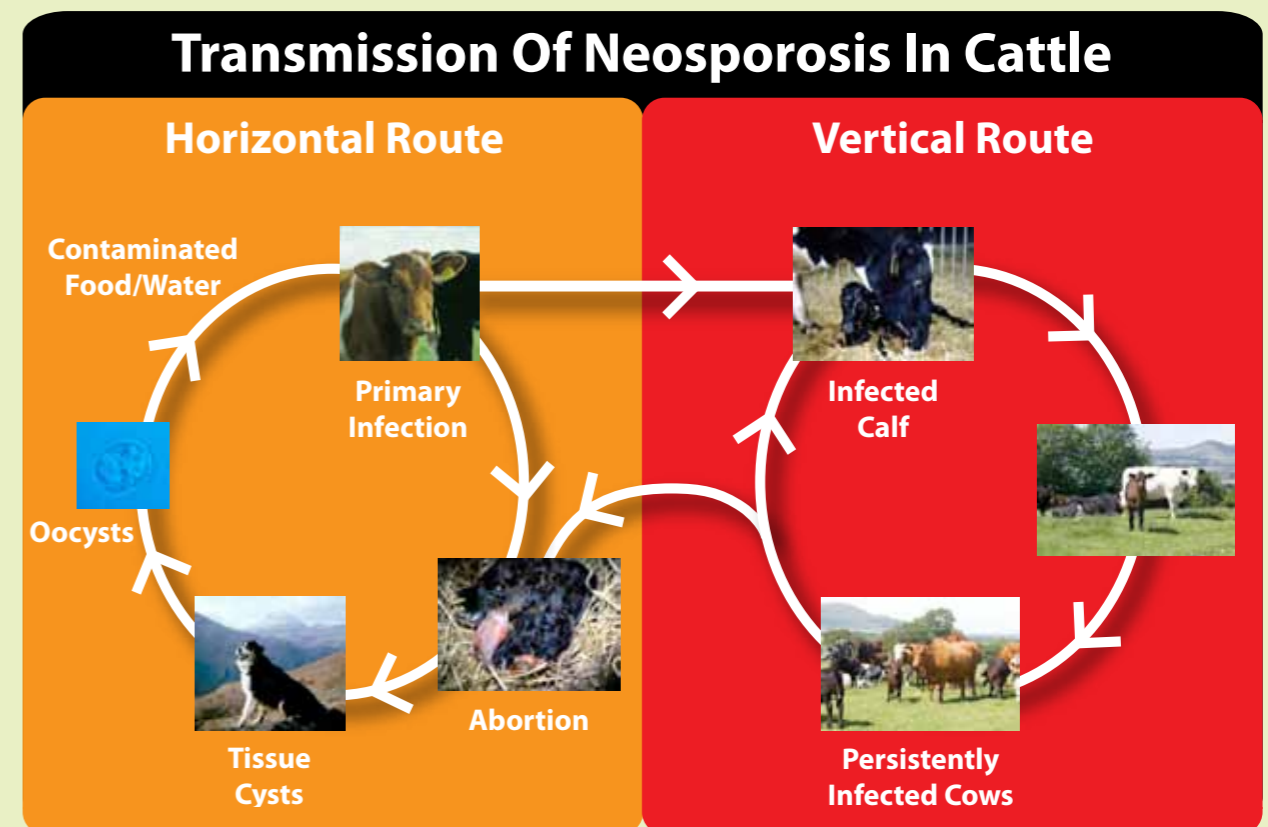 Transmission Of Neosporosis In Cattle
Horizontal Route
Vertical Route
Contaminated
Food/Water
Primary
Infection
Infected
Calf
Oocysts
Abortion
Tissue
Cysts
Persistently
Infected Cows